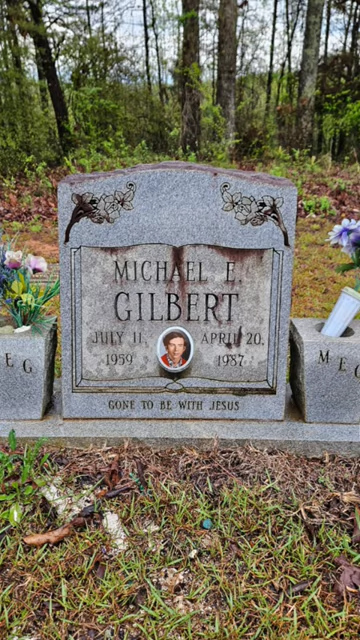 MICHAEL E.
GILBERT
JULY 11, APRIL 20,
1959 1987
GONE TO BE WITH JESUS
M E G
M E G